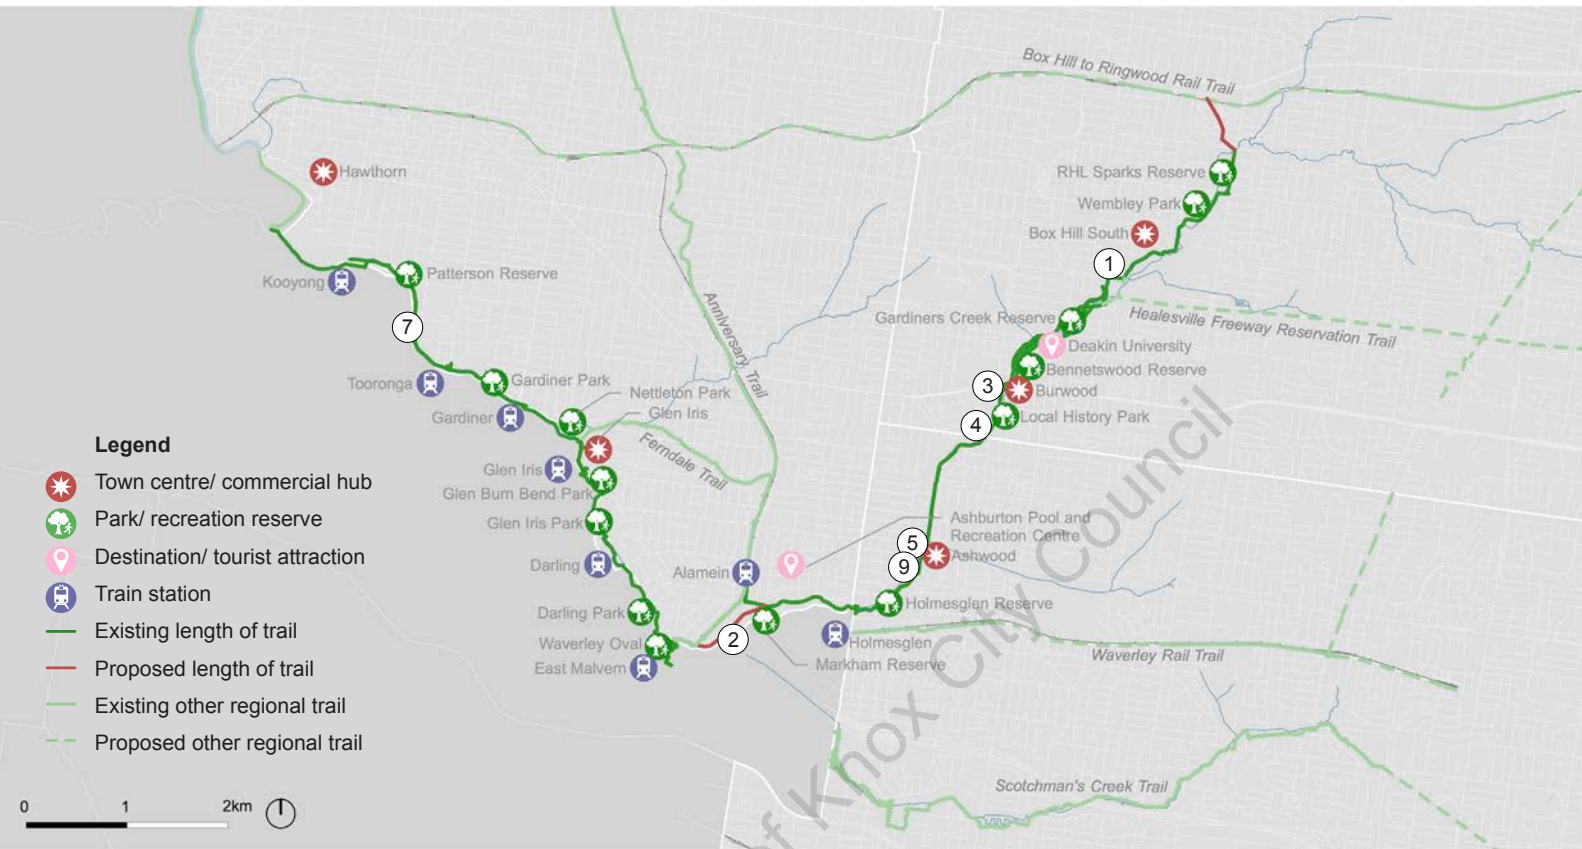 Box Hill to Ringwood Rail Trail
Hawthorn
RHL Sparks Reserve
Wembley Park
Box Hill South
1
Kooyong
Patterson Reserve
7
Anniversary Trail
Gardiners Creek Reserve
Healesville Freeway Reservation Trail
Deakin University
Bennetswood Reserve
3
Burwood
4
Local History Park
Tooronga
Gardiner Park
Nettleton Park
Gardiner
Glen Iris
Ferndale Trail
Glen Iris
Glen Burn Bend Park
Glen Iris Park
Ashburton Pool and
Recreation Centre
5
Ashwood
9
Darling
Alamein
Darling Park
Holmesglen Reserve
Waverley Oval
2
Holmesglen
East Malvern
Markham Reserve
Waverley Rail Trail
Scotchman's Creek Trail
Legend
Town centre/ commercial hub
Park/ recreation reserve
Destination/ tourist attraction
Train station
Existing length of trail
Proposed length of trail
Existing other regional trail
Proposed other regional trail
0 1 2km
of Knox City Council